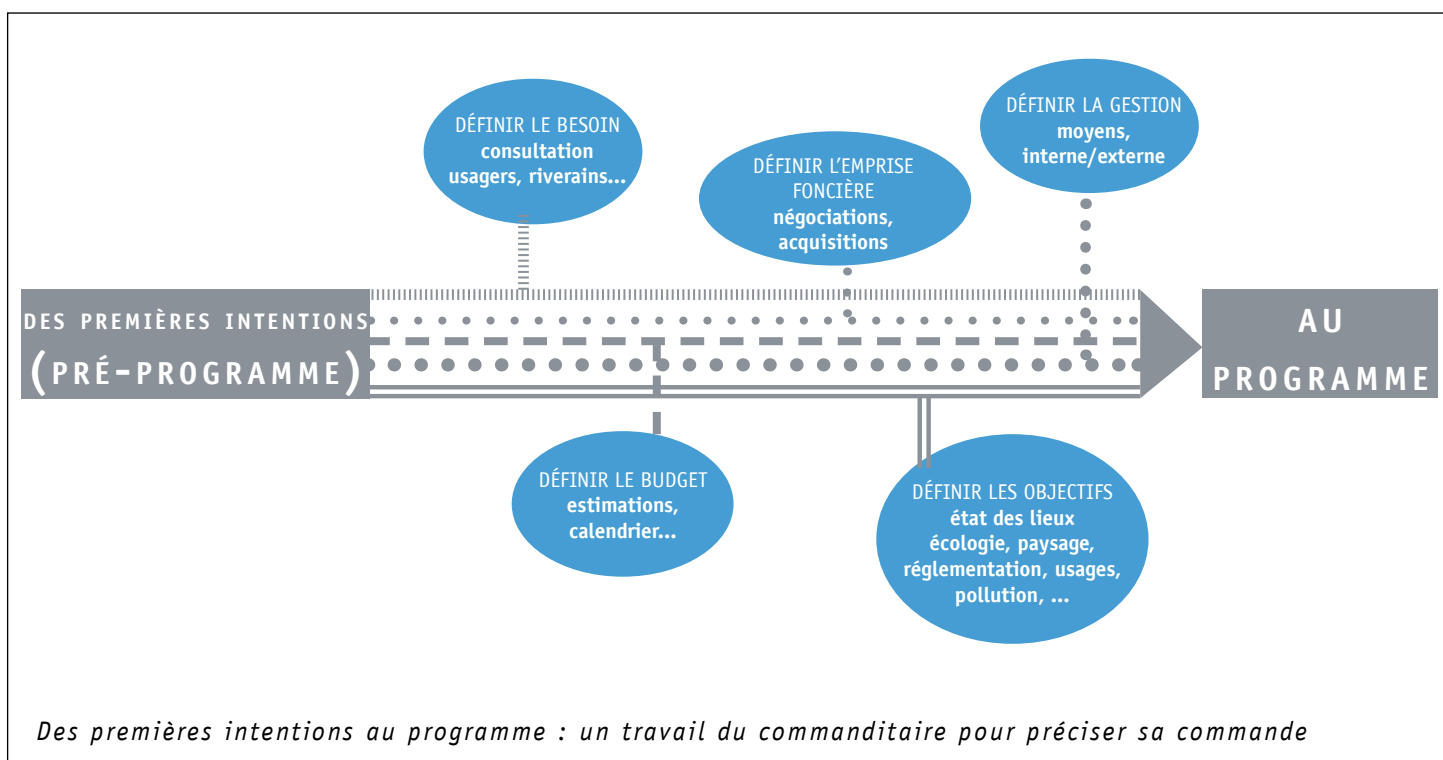 DÉFINIR LE BESOIN
consultation
usagers, riverains...
DÉFINIR L'EMPRISE
FONCIÈRE
négociations,
acquisitions
DÉFINIR LA GESTION
moyens,
interne/externe
DES PREMIÈRES INTENTIONS
(PRÉ-PROGRAMME)
AU
PROGRAMME
DÉFINIR LE BUDGET
estimations,
calendrier...
DÉFINIR LES OBJECTIFS
état des lieux
écologie, paysage,
réglementation, usages,
pollution, ...
Des premières intentions au programme : un travail du commanditaire pour préciser sa commande